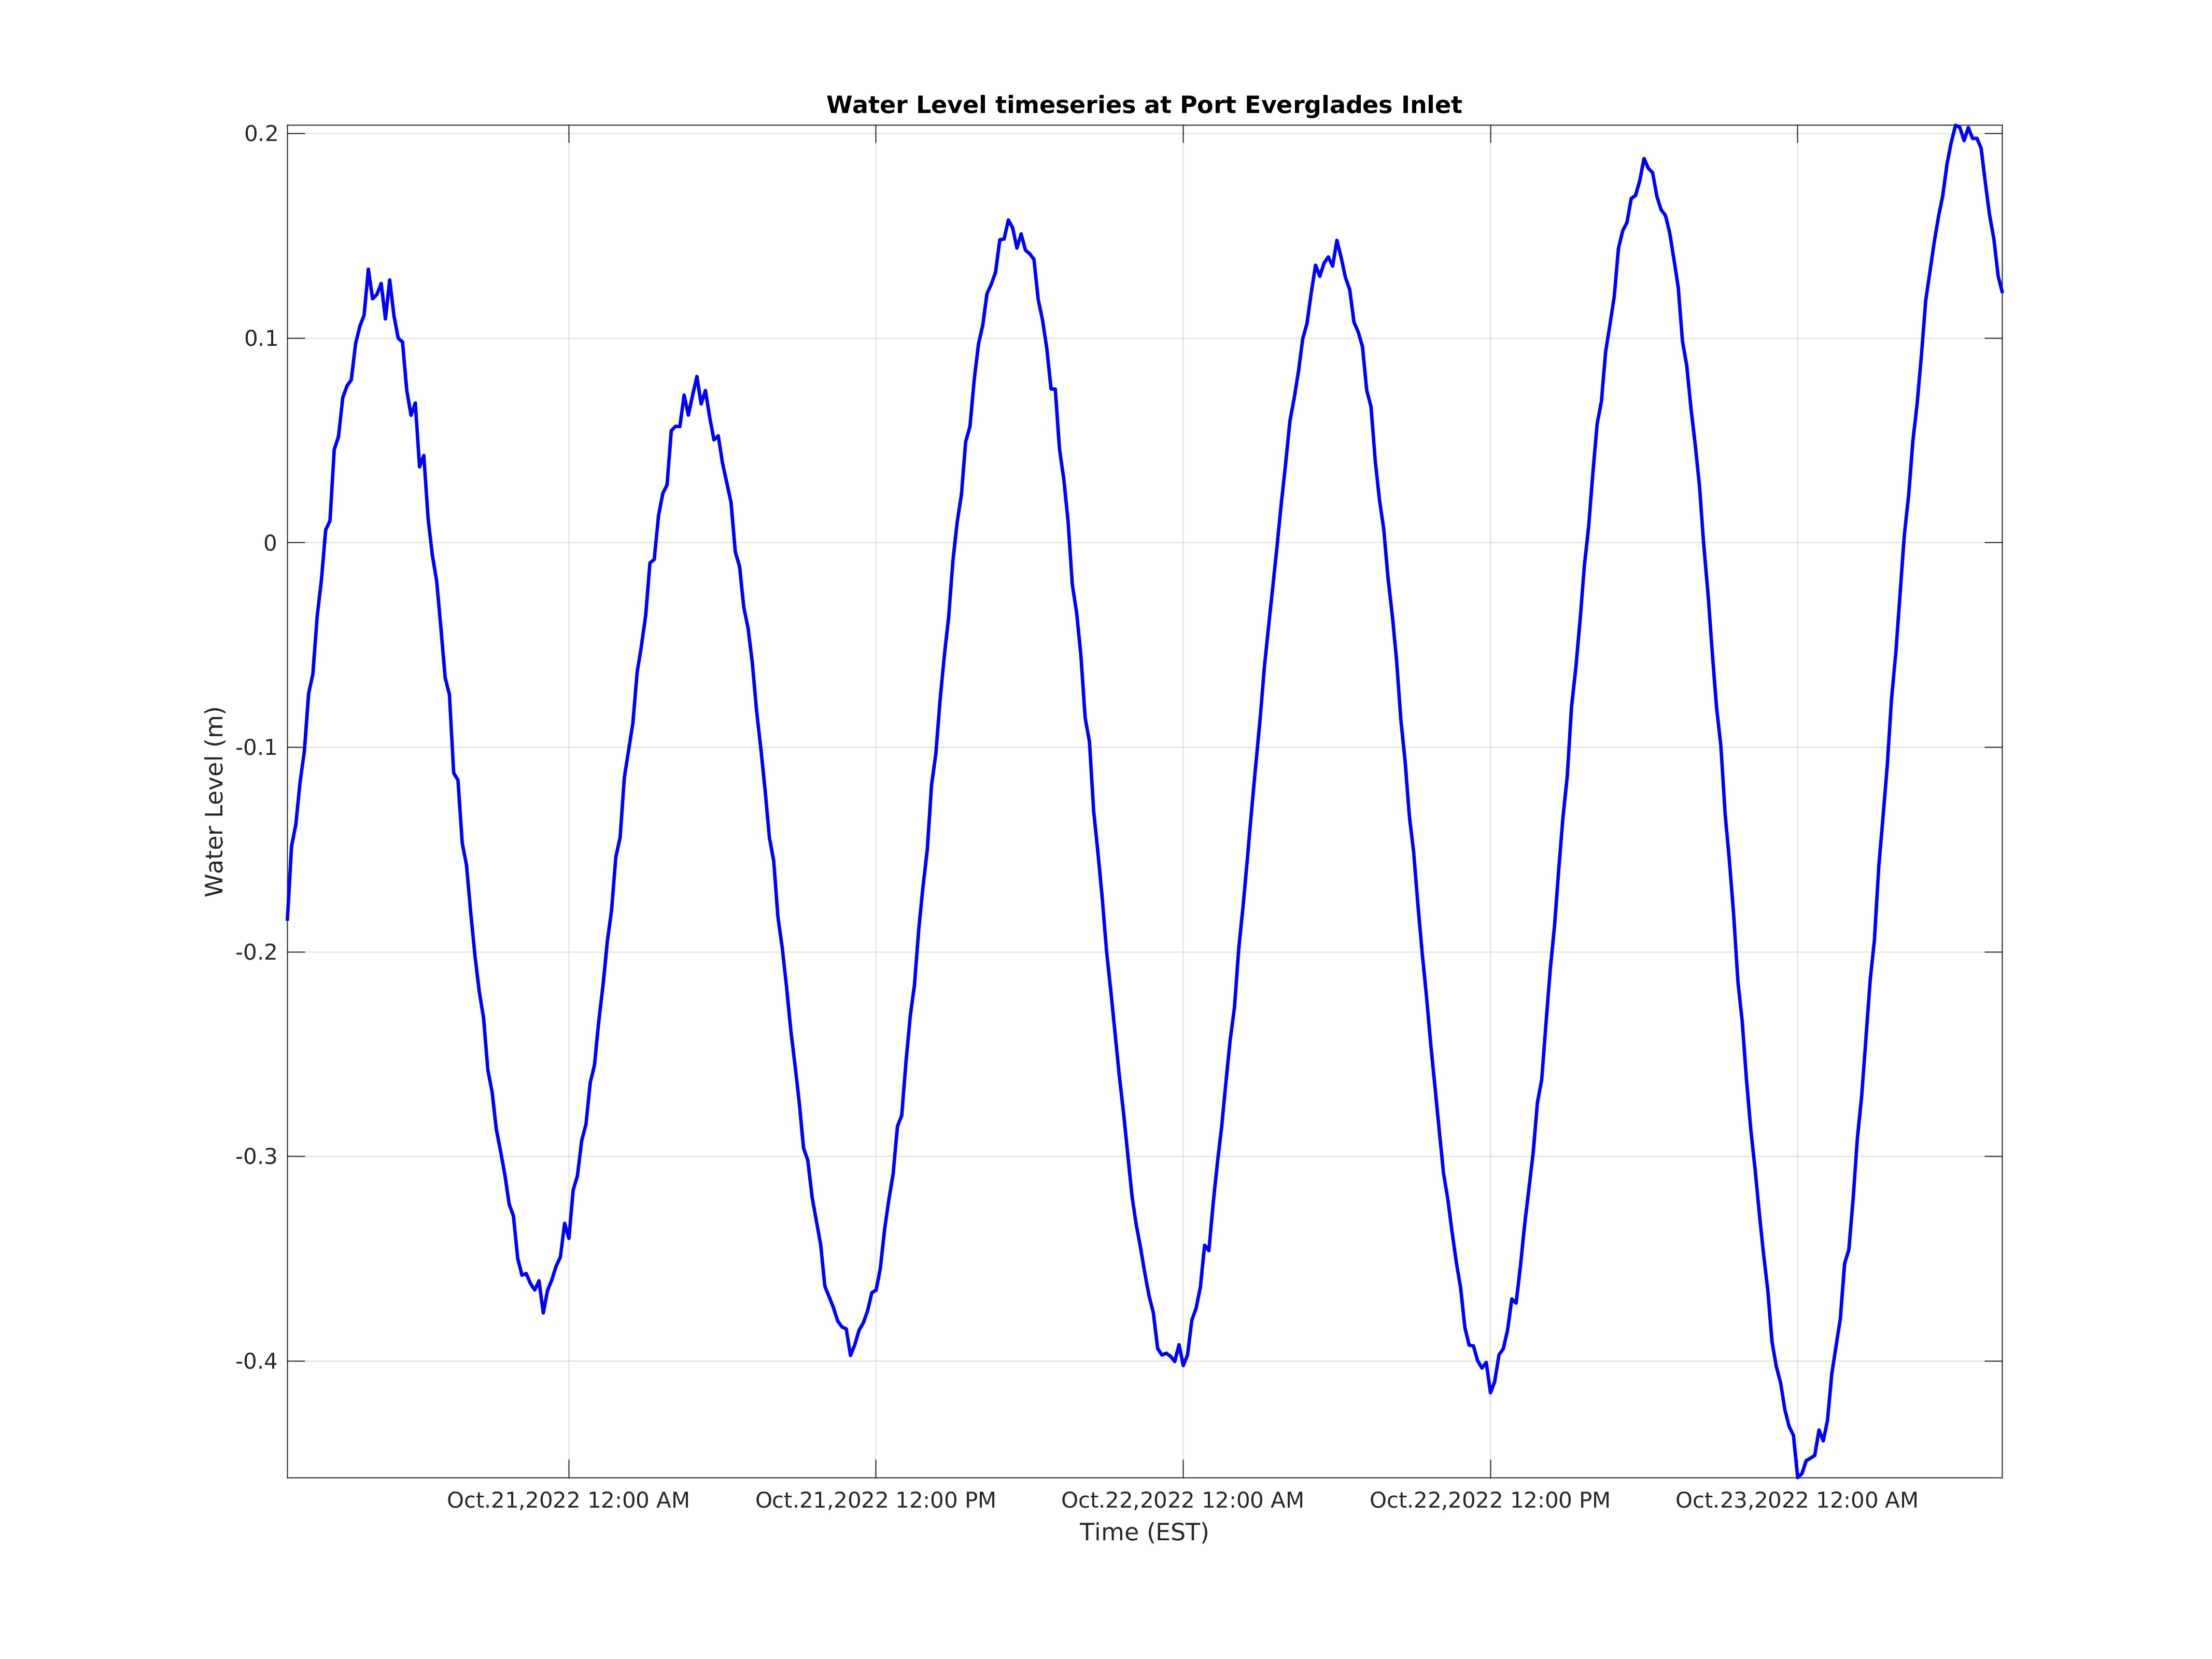 Water Level timeseries at Port Everglades Inlet
0.2
0.1
0
-0.1
-0.2
-0.3
-0.4
Water Level (m)
Oct.21,2022 12:00 AM
Oct.21,2022 12:00 PM
Oct.22,2022 12:00 AM
Oct.22,2022 12:00 PM
Oct.23,2022 12:00 AM
Time (EST)